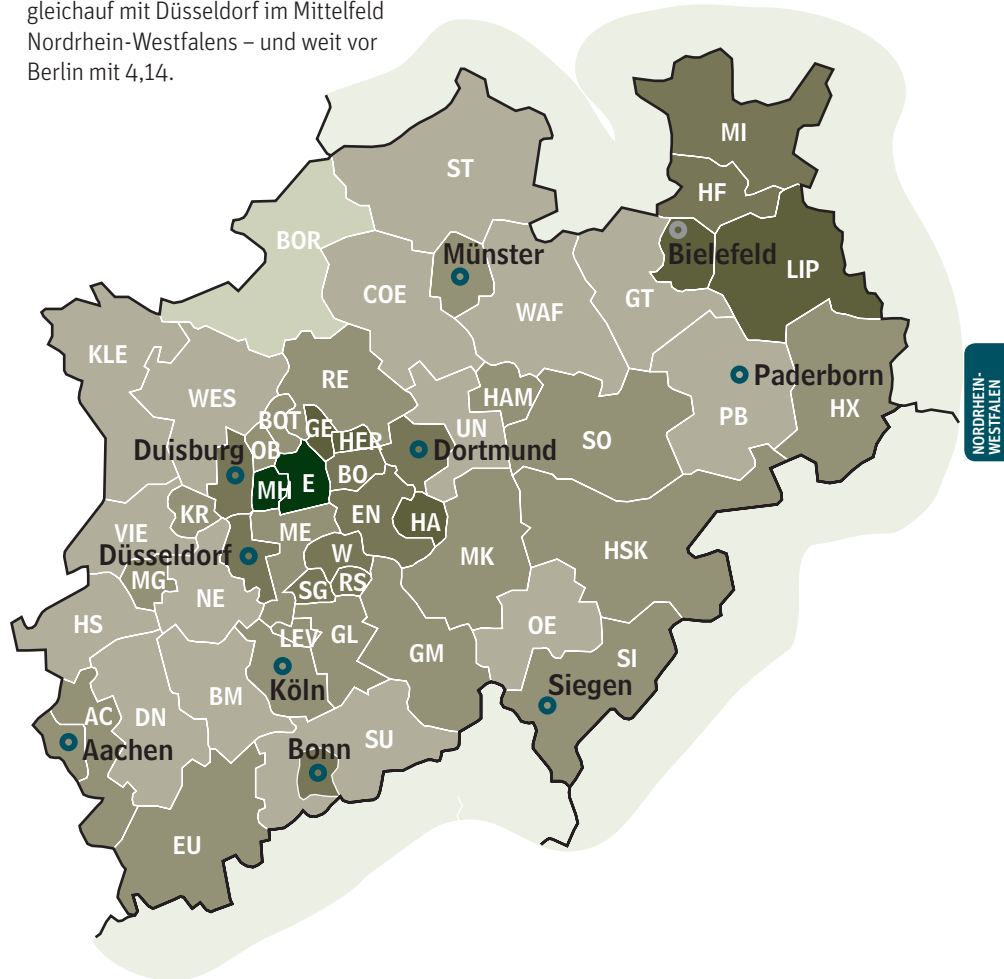 gleichauf mit Düsseldorf im Mittelfeld
Nordrhein-Westfalens – und weit vor
Berlin mit 4,14.
MI
ST
HF
BOR
Münster
Bielefeld
LIP
COE
GT
WAF
KLE
RE
Paderborn
WES
HAM
HX
BOT
GE
UN
PB
HER
SO
OB
Duisburg
Dortmund
BO
MH
E
NORDRHEIN-
WESTFALEN
KR
EN
HA
VIE
ME
Düsseldorf
W
MK
HSK
MG
SG
RS
NE
HS
LEV
GL
OE
GM
SI
Köln
Siegen
BM
AC
DN
Aachen
Bonn
SU
EU